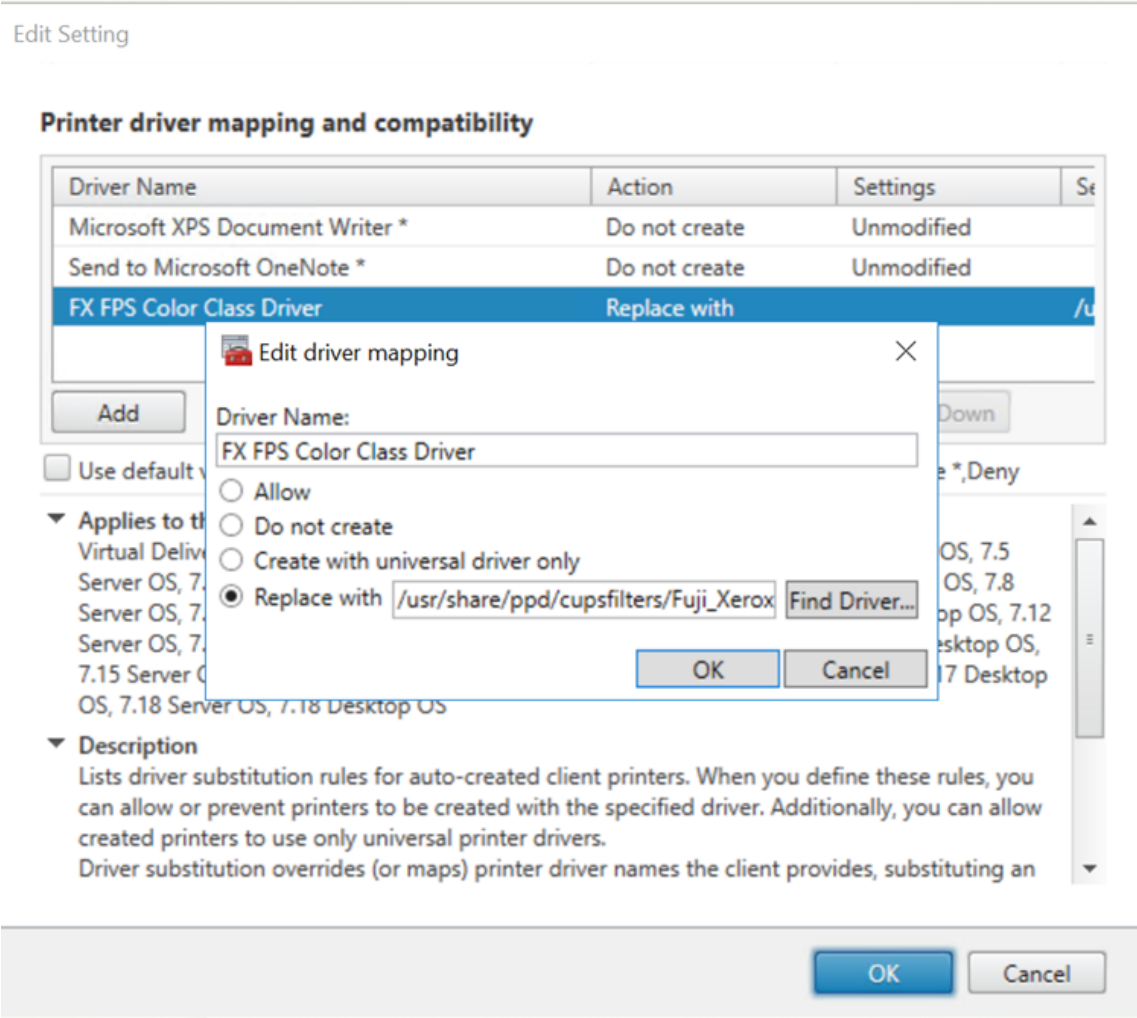 Edit Setting
Printer driver mapping and compatibility
Driver Name Action Settings
Microsoft XPS Document Writer * Do not create Unmodified
Send to Microsoft OneNote * Do not create Unmodified
FX FPS Color Class Driver Replace with /u
Edit driver mapping
Driver Name:
FX FPS Color Class Driver
Allow
Do not create
Create with universal driver only
Replace with /usr/share/ppd/cupsfilters/Fuji_Xerox Find Driver...
OK Cancel
Add Down
Use default *,Deny
Applies to
Virtual OS, 7.5
Server OS, 7. OS, 7.8
Server OS, 7. OS, 7.12
Server OS, 7. OS,
7.15 Server 17 Desktop
OS, 7.18 Server OS, 7.18 Desktop OS
Description
Lists driver substitution rules for auto-created client printers. When you define these rules, you
can allow or prevent printers to be created with the specified driver. Additionally, you can allow
created printers to use only universal printer drivers.
Driver substitution overrides (or maps) printer driver names the client provides, substituting an
OK Cancel